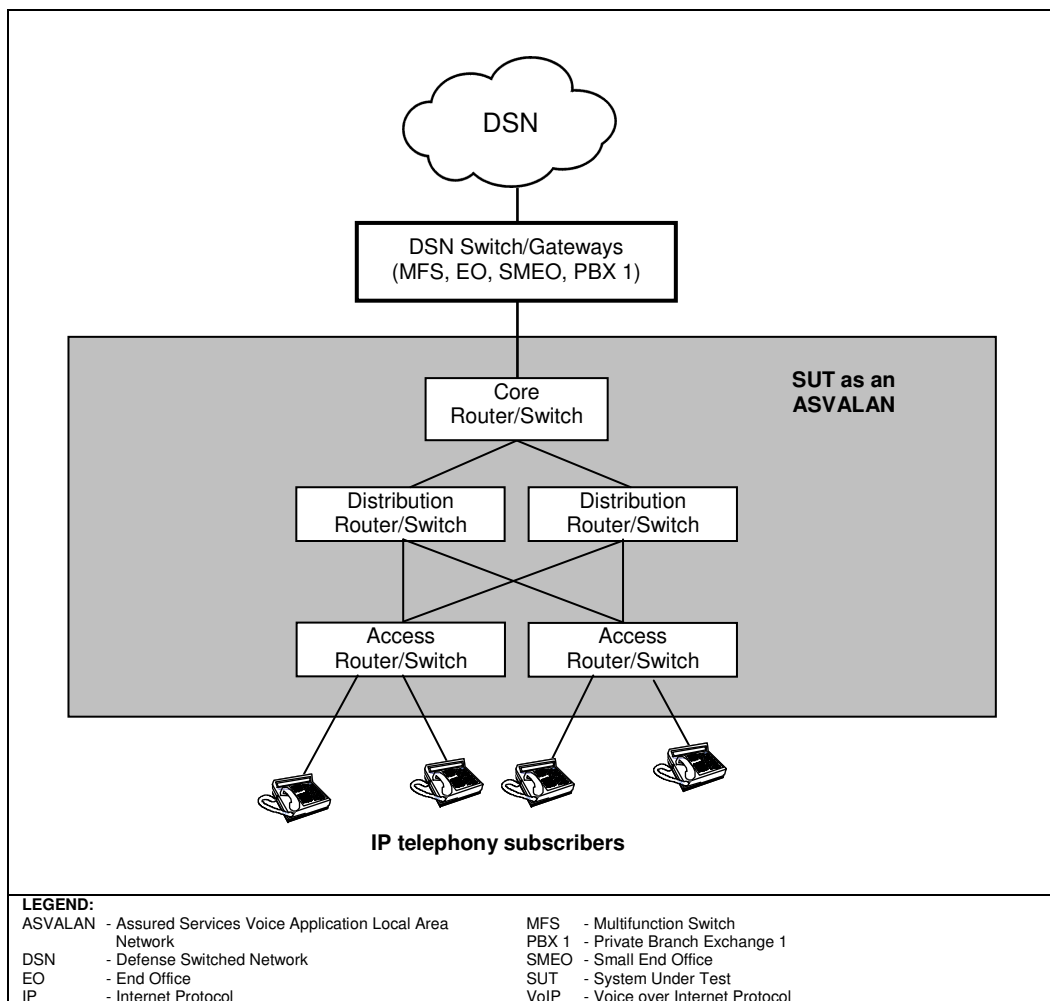 DSN
DSN Switch/Gateways
(MFS, EO, SMEO, PBX 1)
SUT as an
ASVALAN
Core
Router/Switch
Distribution
Router/Switch
Distribution
Router/Switch
Access
Router/Switch
Access
Router/Switch
IP telephony subscribers
LEGEND:
ASVALAN - Assured Services Voice Application Local Area
Network
DSN - Defense Switched Network
EO - End Office
IP - Internet Protocol
MFS - Multifunction Switch
PBX 1 - Private Branch Exchange 1
SMEO - Small End Office
SUT - System Under Test
VoIP - Voice over Internet Protocol